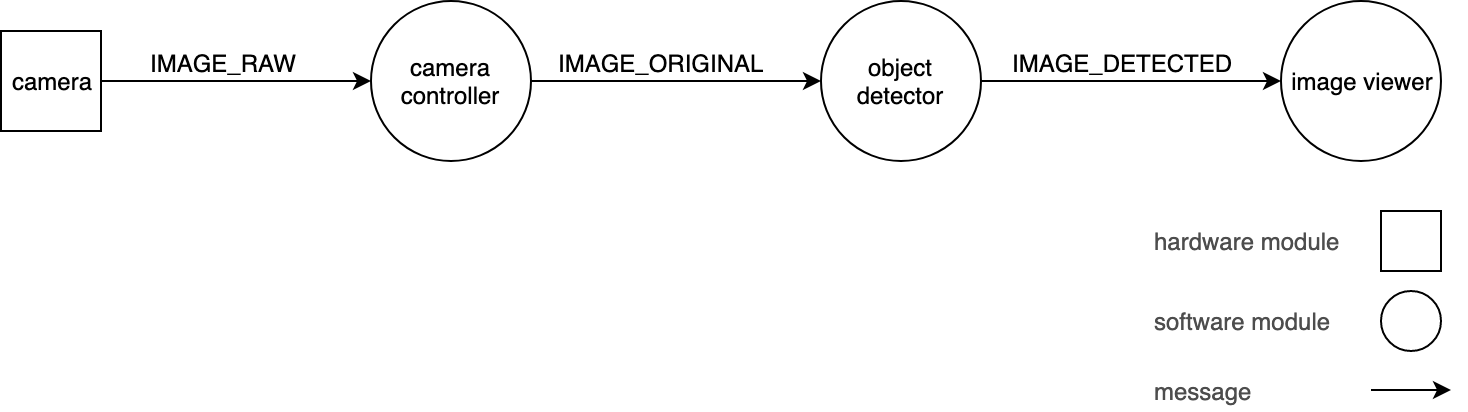 camera
IMAGE_RAW
camera
controller
IMAGE_ORIGINAL
object
detector
IMAGE_DETECTED
image viewer
hardware module
software module
message